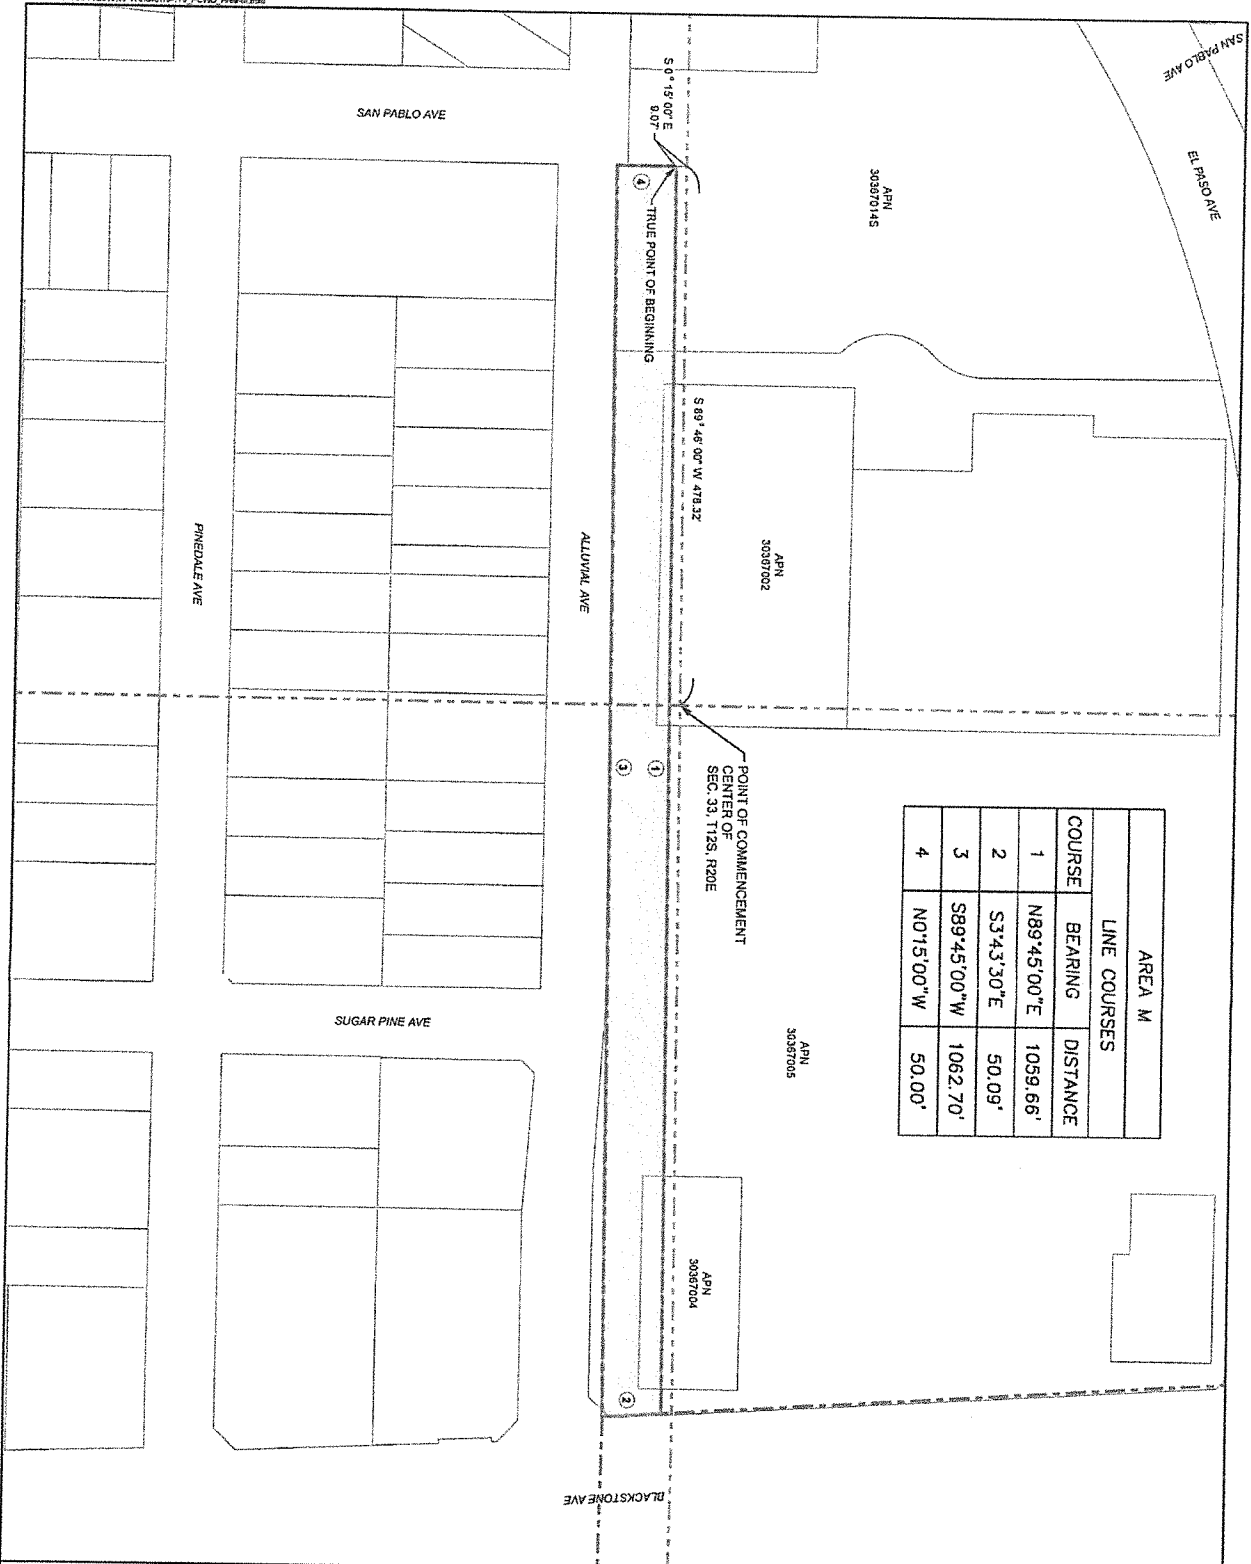 SAN PABLO AVE
EL PASO AVE
SAN PABLO AVE
S 0° 15' 00" E
9.07'
APN
30367014S
TRUE POINT OF BEGINNING
S 89° 46' 00" W 478.32'
APN
30367002
PINEDALE AVE
ALLUVIAL AVE
POINT OF COMMENCEMENT
CENTER OF
SEC. 33, T12S, R20E
AREA M
LINE COURSES
COURSE BEARING DISTANCE
1 N89°45'00"E 1059.66'
2 S3°43'30"E 50.09'
3 S89°45'00"W 1062.70'
4 N0°15'00"W 50.00'
4
1
3
2
SUGAR PINE AVE
APN
30367005
APN
30367004
BLACKSTONE AVE